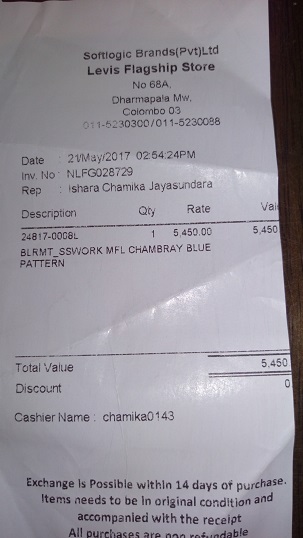 Softlogic Brands(Pvt)Ltd
Levis Flagship Store
No 68A,
Dharmapala Mw,
Colombo 03
011-5230300/011-5230088
Date : 21/May/2017 02:54:24PM
Inv. No : NLFG028729
Rep : Ishara Chamika Jayasundara
Description Qty Rate Val
24817-0008L 1 5,450.00 5,450
BLRMT_SSWORK MFL CHAMBRAY BLUE
PATTERN
Total Value 5,450
Discount 0
Cashier Name : chamika0143
Exchange Is Possible within 14 days of purchase.
Items needs to be in original condition and
accompanied with the receipt
All purchases are non refundable